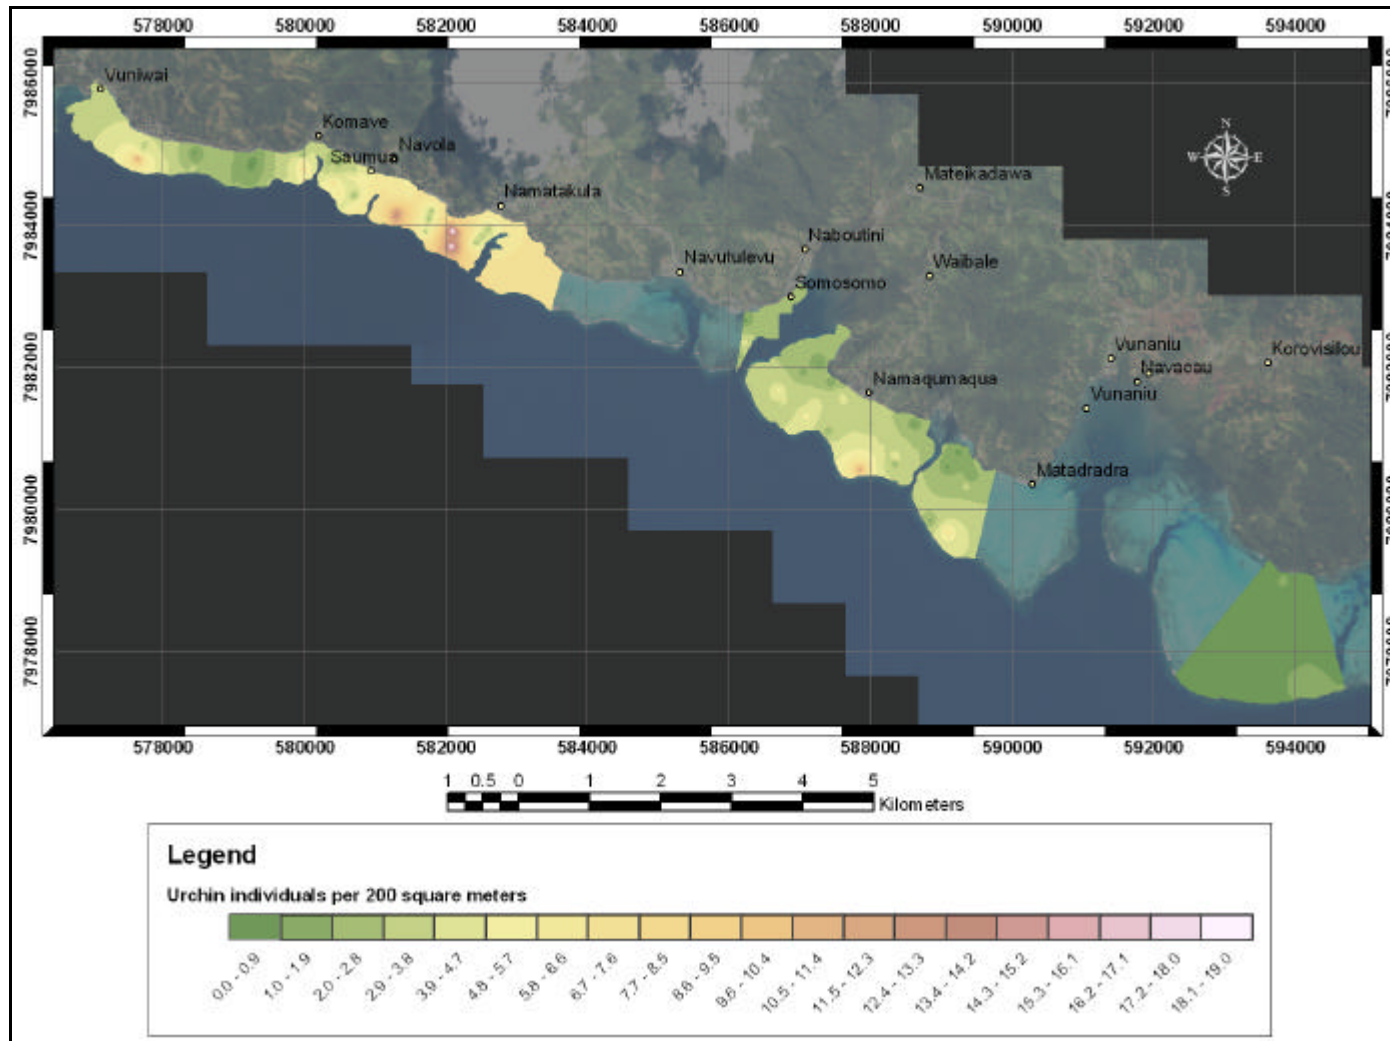 578000 580000 582000 584000 586000 588000 590000 592000 594000
7986000
7984000
7982000
7980000
7978000
Vuniwai
Komave
Navola
Saumua
Namatakula
Mateikadawa
Naboutini
Navutulevu
Waibale
Somosomo
Vunaniu
Korovisilou
Navacau
Namaqumaqua
Vunaniu
Matadradra
N
W E
S
578000 580000 582000 584000 586000 588000 590000 592000 594000
1 0.5 0 1 2 3 4 5
Kilometers
Legend
Urchin individuals per 200 square meters
0.0 - 0.9
1.0 - 1.9
2.0 - 2.8
2.9 - 3.8
3.9 - 4.7
4.8 - 5.7
5.8 - 6.6
6.7 - 7.6
7.7 - 8.5
8.6 - 9.5
9.6 - 10.4
10.5 - 11.4
11.5 - 12.3
12.4 - 13.3
13.4 - 14.2
14.3 - 15.2
15.3 - 16.1
16.2 - 17.1
17.2 - 18.0
18.1 - 19.0